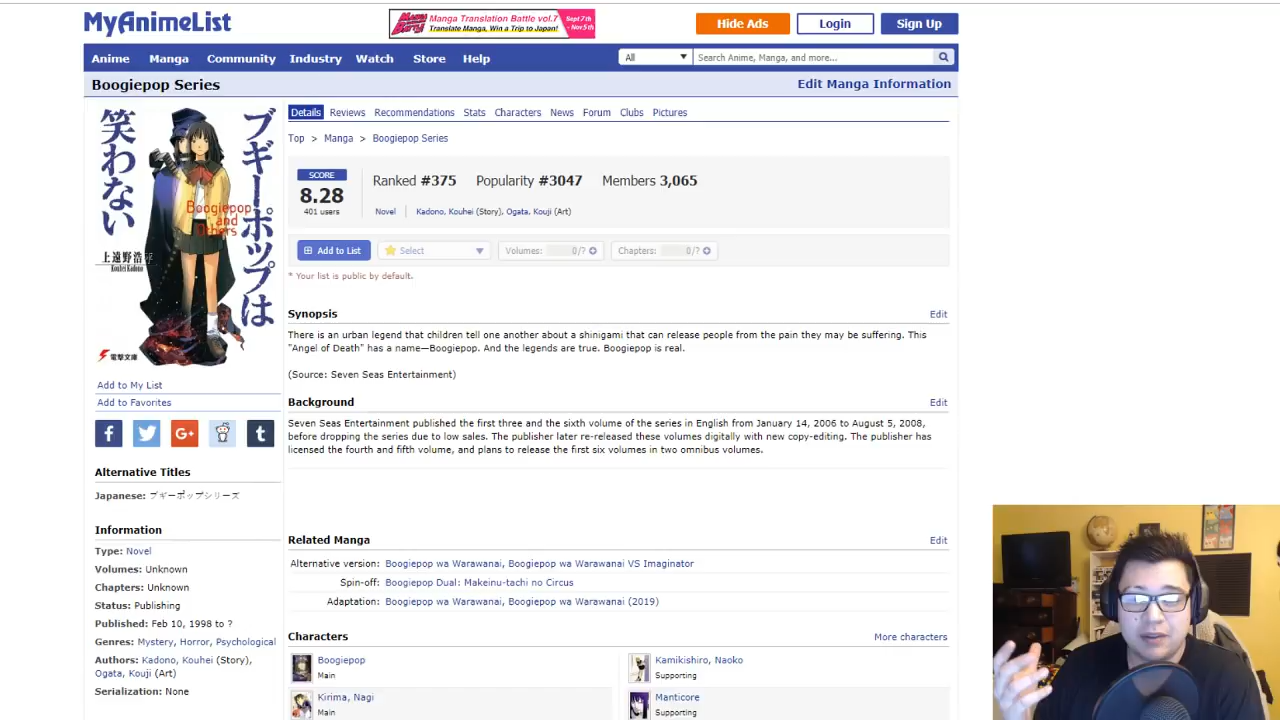 MyAnimeList
Manga Translation Battle vol.7
Translate Manga, Win a Trip to Japan!
Sept 7th
- Nov 5th
Hide Ads
Login
Sign Up
Anime Manga Community Industry Watch Store Help
All
Search Anime, Manga, and more...
Boogiepop Series
Edit Manga Information
ブギーポップは
笑わない
Boogiepop
and
Others
上遠野浩平
Kouhei Kadono
電撃文庫
Details Reviews Recommendations Stats Characters News Forum Clubs Pictures
Top > Manga > Boogiepop Series
SCORE
8.28
401 users
Ranked #375 Popularity #3047 Members 3,065
Novel Kadono, Kouhei (Story), Ogata, Kouji (Art)
Add to List Select Volumes: 0/? Chapters: 0/?
* Your list is public by default.
Synopsis Edit
There is an urban legend that children tell one another about a shinigami that can release people from the pain they may be suffering. This
"Angel of Death" has a name—Boogiepop. And the legends are true. Boogiepop is real.
(Source: Seven Seas Entertainment)
Background Edit
Seven Seas Entertainment published the first three and the sixth volume of the series in English from January 14, 2006 to August 5, 2008,
before dropping the series due to low sales. The publisher later re-released these volumes digitally with new copy-editing. The publisher has
licensed the fourth and fifth volume, and plans to release the first six volumes in two omnibus volumes.
Related Manga Edit
Alternative version: Boogiepop wa Warawanai, Boogiepop wa Warawanai VS Imaginator
Spin-off: Boogiepop Dual: Makeinu-tachi no Circus
Adaptation: Boogiepop wa Warawanai, Boogiepop wa Warawanai (2019)
Characters More characters
Boogiepop
Main
Kamikishiro, Naoko
Supporting
Kirima, Nagi
Main
Manticore
Supporting
Add to My List
Add to Favorites
Alternative Titles
Japanese: ブギーポップシリーズ
Information
Type: Novel
Volumes: Unknown
Chapters: Unknown
Status: Publishing
Published: Feb 10, 1998 to ?
Genres: Mystery, Horror, Psychological
Authors: Kadono, Kouhei (Story),
Ogata, Kouji (Art)
Serialization: None